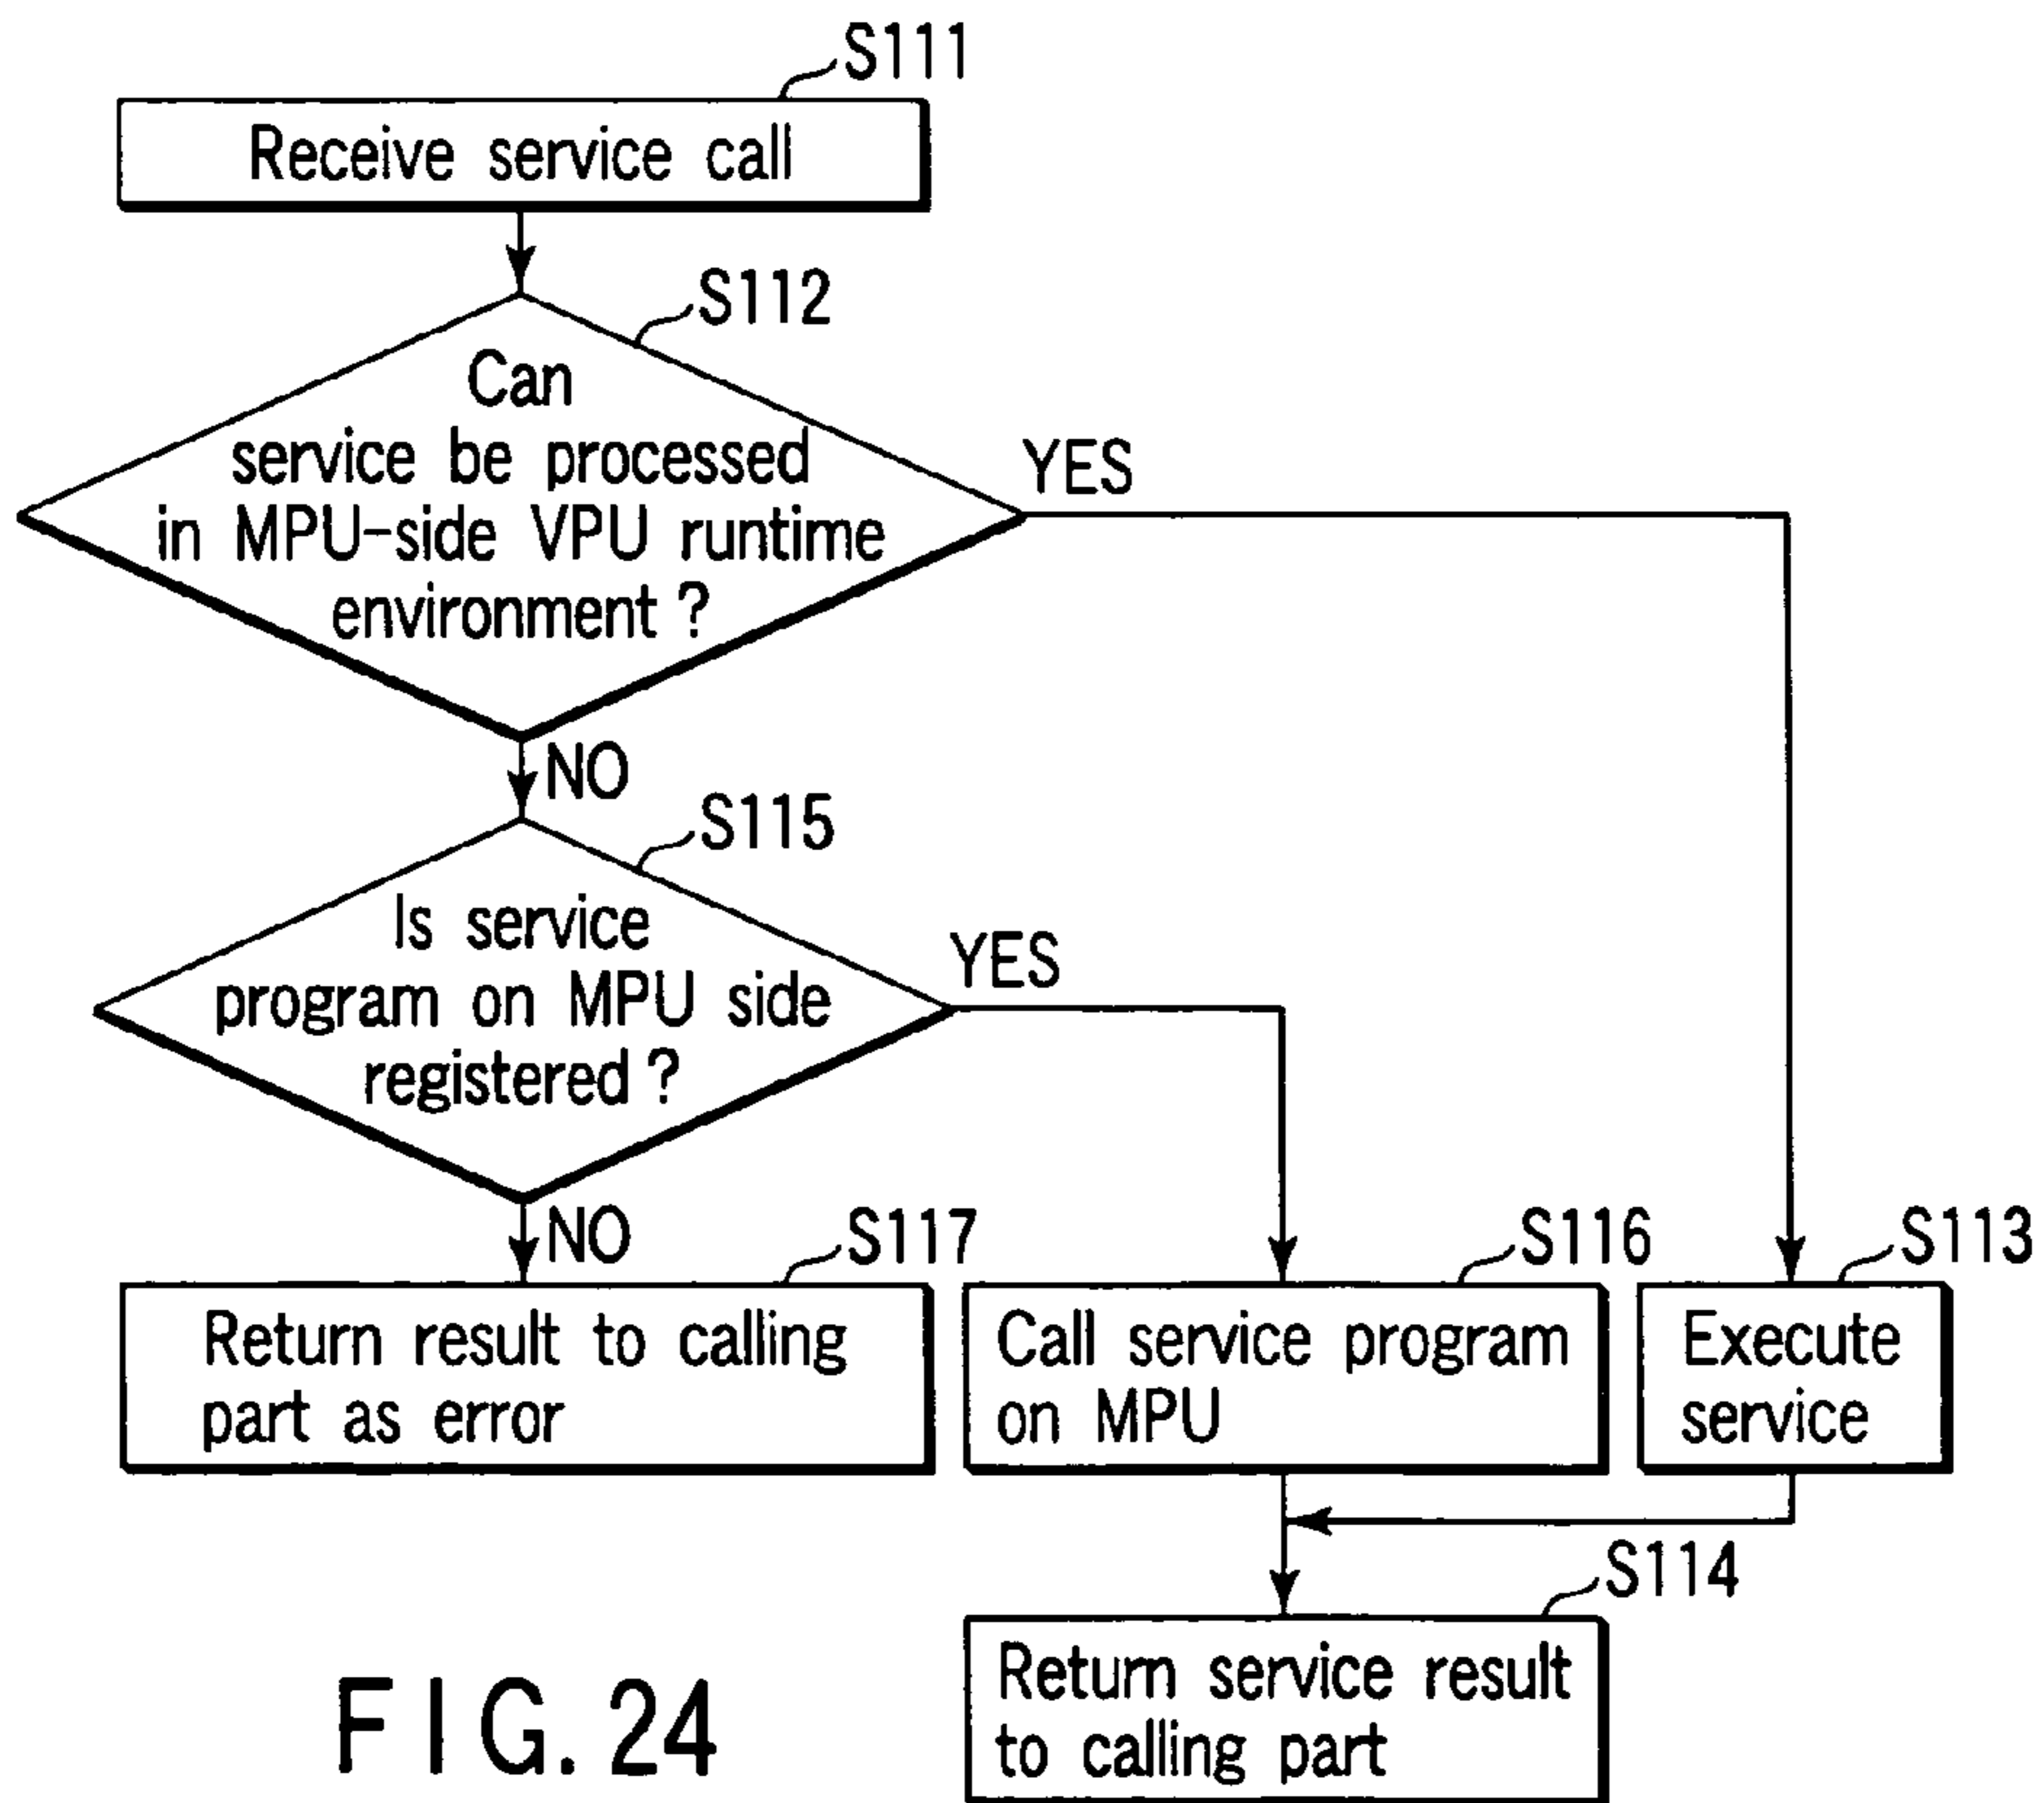 S111
Receive service call
S112
Can
service be processed
in MPU-side VPU runtime
environment ?
YES
NO
S115
Is service
program on MPU side
registered ?
YES
NO
S117
Return result to calling
part as error
S116
Call service program
on MPU
S113
Execute
service
S114
Return service result
to calling part
FIG. 24